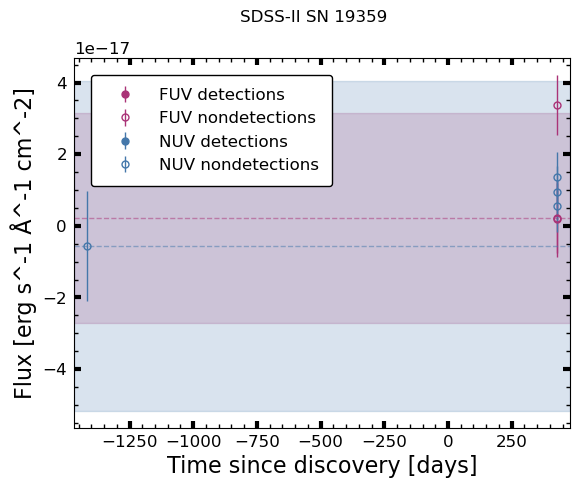 SDSS-II SN 19359
1e−17
FUV detections
FUV nondetections
NUV detections
NUV nondetections
4
2
0
−2
−4
Flux [erg s^-1 Å^-1 cm^-2]
−1250 −1000 −750 −500 −250 0 250
Time since discovery [days]